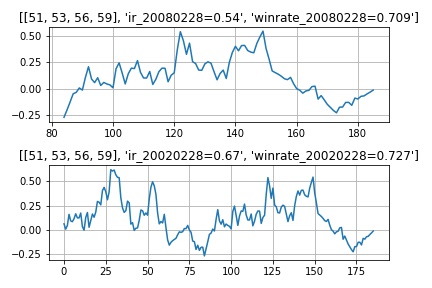 [[51, 53, 56, 59], 'ir_20080228=0.54', 'winrate_20080228=0.709']
0.50
0.25
0.00
−0.25
80 100 120 140 160 180
[[51, 53, 56, 59], 'ir_20020228=0.67', 'winrate_20020228=0.727']
0.50
0.25
0.00
−0.25
0 25 50 75 100 125 150 175